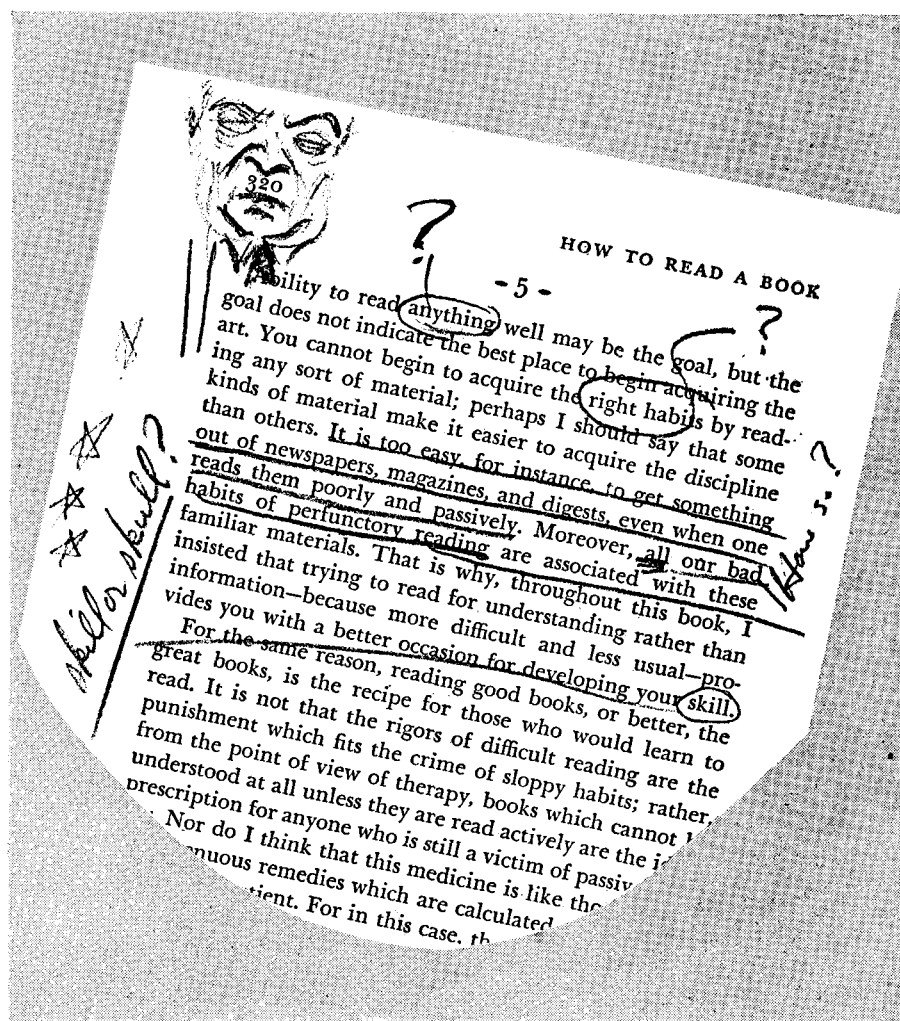 320
HOW TO READ A BOOK
?
- 5 -
?
Ability to read anything well may be the goal, but the
goal does not indicate the best place to begin acquiring the
art. You cannot begin to acquire the right habits by read-
ing any sort of material; perhaps I should say that some
kinds of material make it easier to acquire the discipline
than others. It is too easy, for instance, to get something
out of newspapers, magazines, and digests, even when one
reads them poorly and passively. Moreover, all our bad
habits of perfunctory reading are associated with these
familiar materials. That is why, throughout this book, I
insisted that trying to read for understanding rather than
information—because more difficult and less usual—pro-
vides you with a better occasion for developing your skill.
For the same reason, reading good books, or better, the
great books, is the recipe for those who would learn to
read. It is not that the rigors of difficult reading are the
punishment which fits the crime of sloppy habits; rather,
from the point of view of therapy, books which cannot
understood at all unless they are read actively are the
prescription for anyone who is still a victim of
Nor do I think that this medicine is like
remedies which are calculated
For in this case,
skill or skull?
How so?